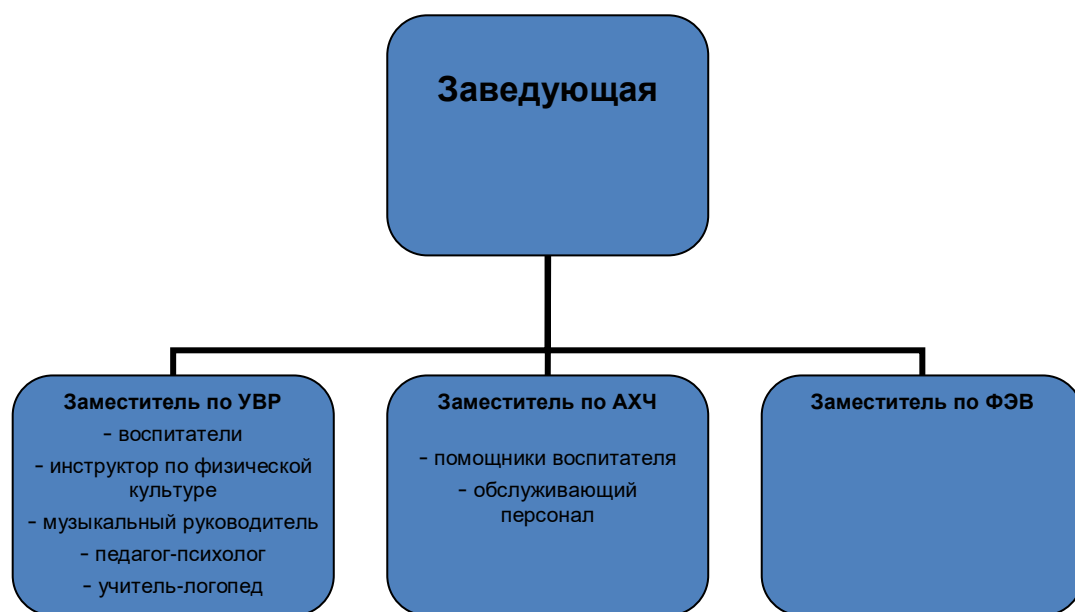 Заведующая
Заместитель по УВР
- воспитатели
- инструктор по физической
культуре
- музыкальный руководитель
- педагог-психолог
- учитель-логопед
Заместитель по АХЧ
- помощники воспитателя
- обслуживающий
персонал
Заместитель по ФЭВ